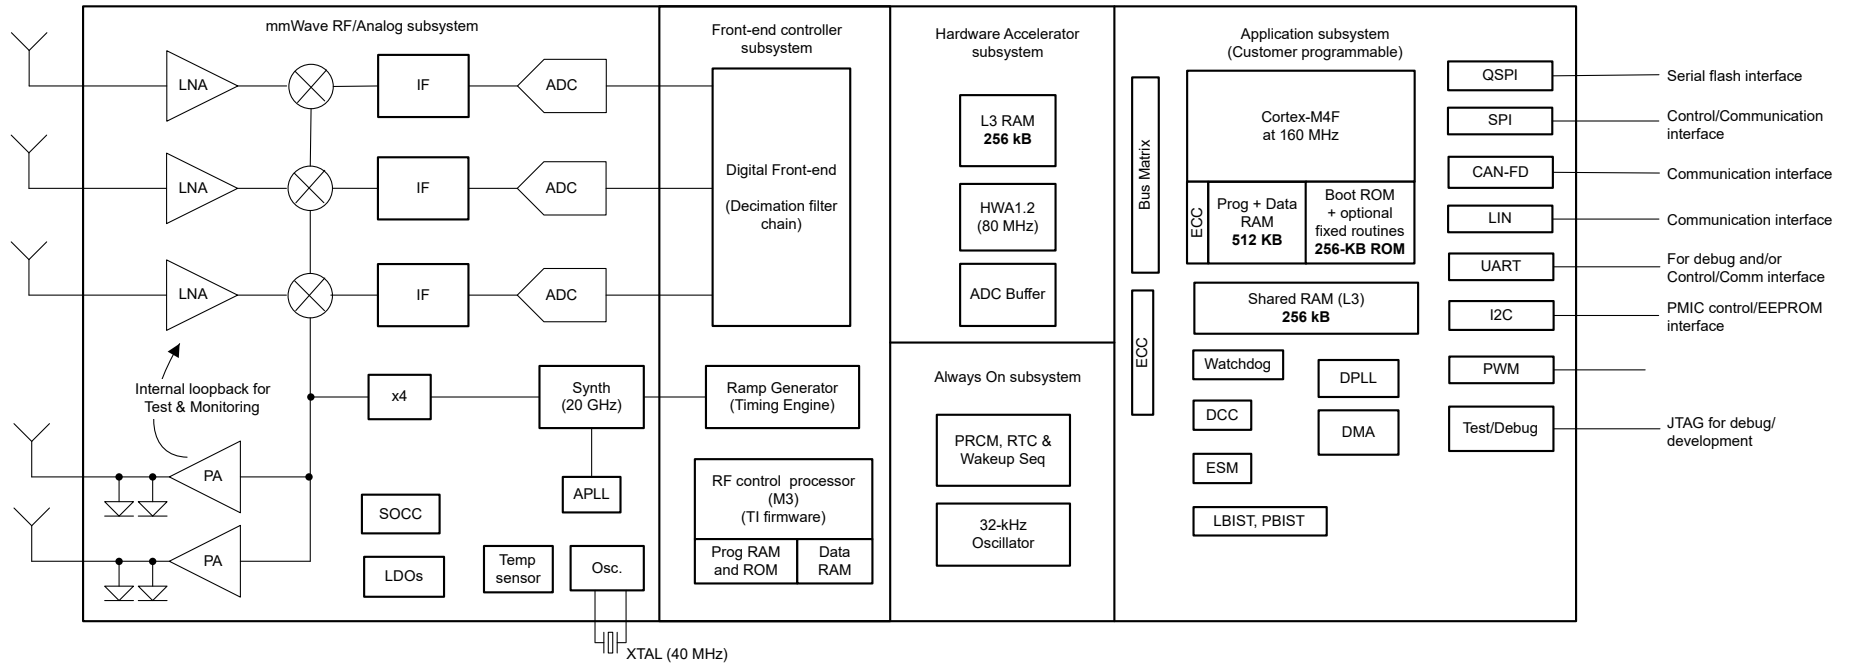 mmWave RF/Analog subsystem
LNA
IF
ADC
LNA
IF
ADC
LNA
IF
ADC
Internal loopback for
Test & Monitoring
x4
Synth
(20 GHz)
PA
APLL
SOCC
PA
LDOs
Temp
sensor
Osc.
XTAL (40 MHz)
Front-end controller
subsystem
Digital Front-end
(Decimation filter
chain)
Ramp Generator
(Timing Engine)
RF control processor
(M3)
(TI firmware)
Prog RAM
and ROM
Data
RAM
Hardware Accelerator
subsystem
L3 RAM
256 kB
HWA1.2
(80 MHz)
ADC Buffer
Always On subsystem
PRCM, RTC &
Wakeup Seq
32-kHz
Oscillator
Application subsystem
(Customer programmable)
Bus Matrix
Cortex-M4F
at 160 MHz
ECC
Prog + Data
RAM
512 KB
Boot ROM
+ optional
fixed routines
256-KB ROM
ECC
Shared RAM (L3)
256 kB
Watchdog
DPLL
DCC
DMA
ESM
LBIST, PBIST
QSPI
Serial flash interface
SPI
Control/Communication
interface
CAN-FD
Communication interface
LIN
Communication interface
UART
For debug and/or
Control/Comm interface
I2C
PMIC control/EEPROM
interface
PWM
Test/Debug
JTAG for debug/
development